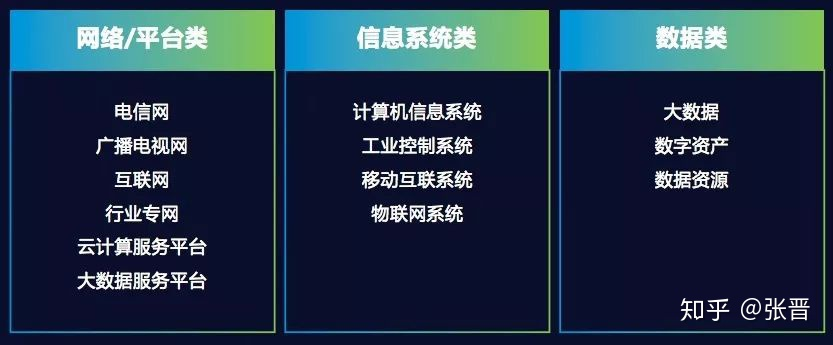 网络/平台类
电信网
广播电视网
互联网
行业专网
云计算服务平台
大数据服务平台
信息系统类
计算机信息系统
工业控制系统
移动互联系统
物联网系统
数据类
大数据
数字资产
数据资源
知乎 @张晋